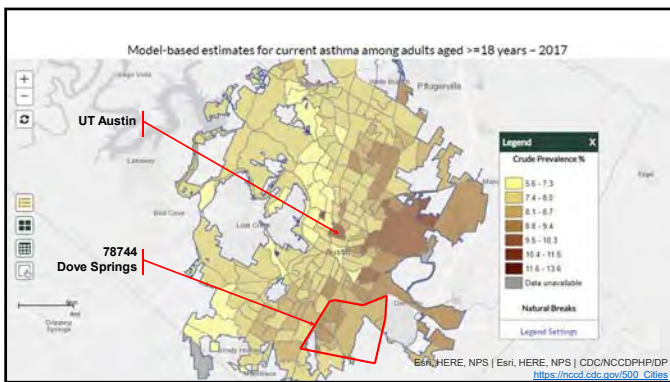 Model-based estimates for current asthma among adults aged >=18 years – 2017
Pflugerville
UT Austin
Lakeway
Legend X
Crude Prevalence %
5.6 - 7.3
7.4 - 8.0
8.1 - 8.7
8.8 - 9.4
9.5 - 10.3
10.4 - 11.5
11.6 - 13.6
Data unavailable
Natural Breaks
Legend Settings
Austin
78744
Dove Springs
Dripping
Springs
Esri, HERE, NPS | Esri, HERE, NPS | CDC/NCCDPHP/DP
https://nccd.cdc.gov/500_Cities